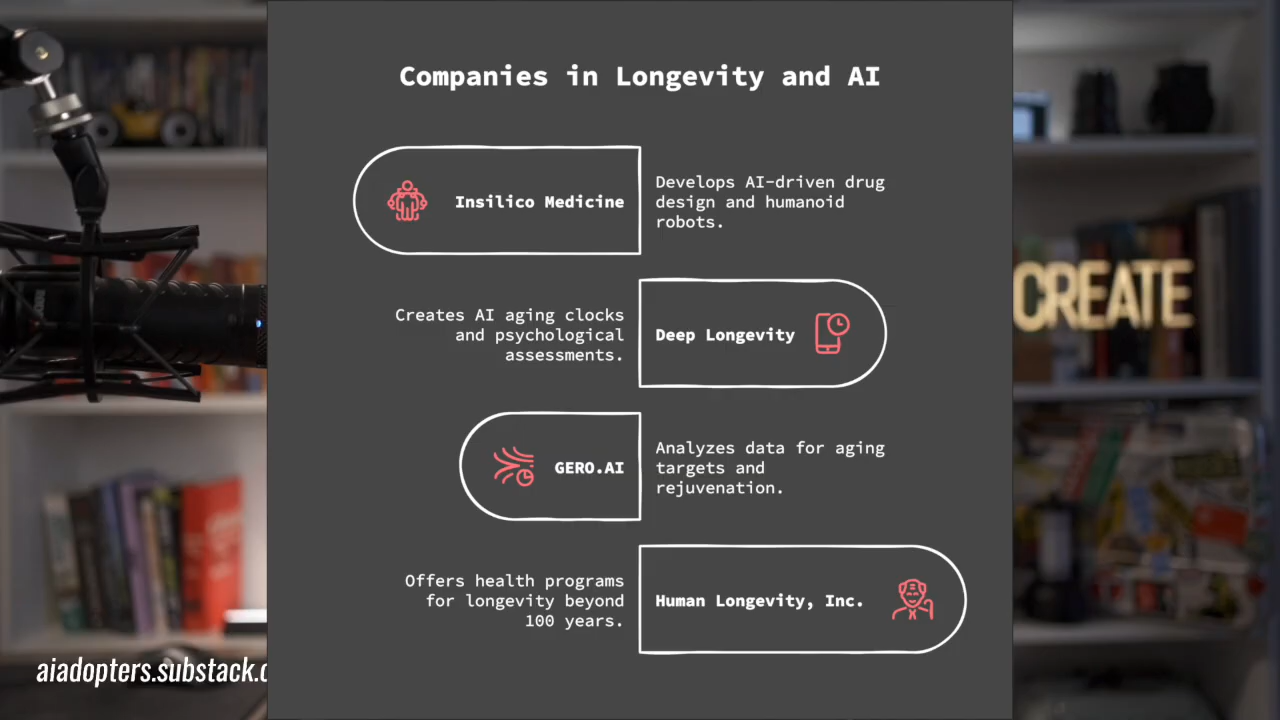 Companies in Longevity and AI
Insilico Medicine
Develops AI-driven drug
design and humanoid
robots.
Creates AI aging clocks
and psychological
assessments.
Deep Longevity
GERO.AI
Analyzes data for aging
targets and
rejuvenation.
Offers health programs
for longevity beyond
100 years.
Human Longevity, Inc.
CREATE
aiadopters.substack.c